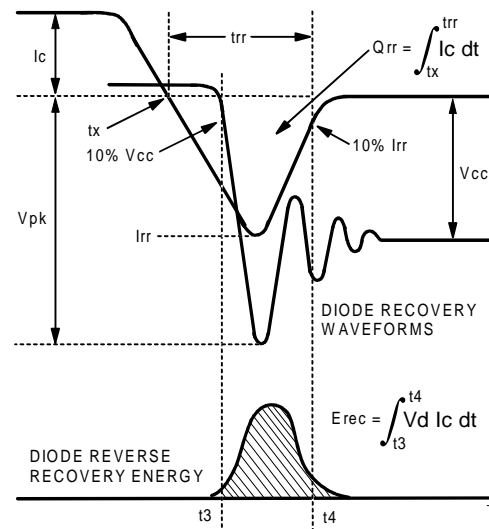 trr
Ic
Qrr =
trr
Ic dt
tx
tx
10% Vcc
10% Irr
Vpk
Vcc
Irr
DIODE RECOVERY
WAVEFORMS
Erec =
t4
Vd Ic dt
t3
DIODE REVERSE
RECOVERY ENERGY
t3
t4